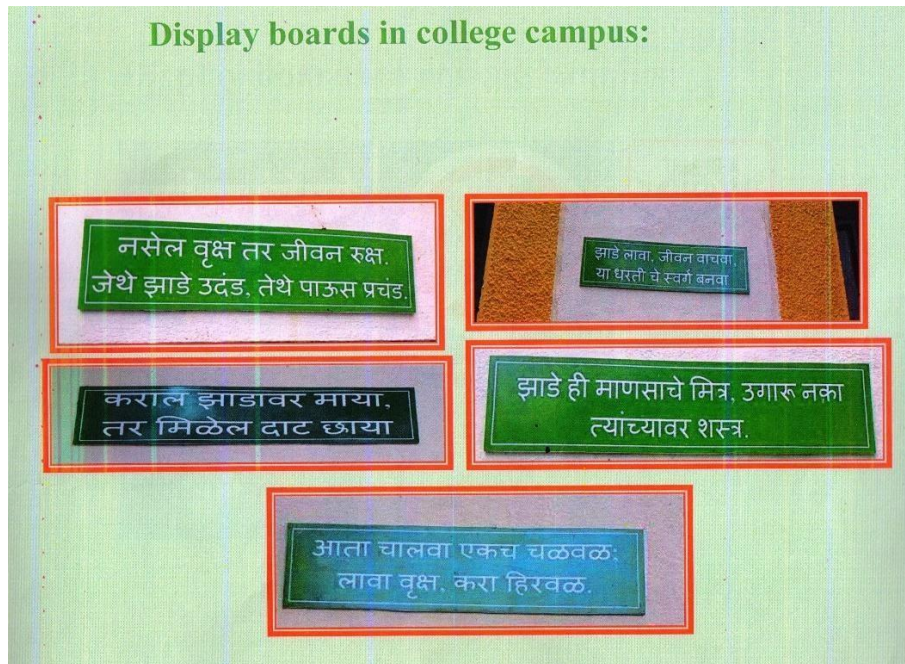 Display boards in college campus:
नसेल वृक्ष तर जीवन रुक्ष.
जेथे झाडे उदंड, तेथे पाऊस प्रचंड.
झाडे लावा, जीवन वाचवा,
या धरती चे स्वर्ग बनवा
कराल झाडावर माया,
तर मिळेल दाट छाया
झाडे ही माणसाचे मित्र, उगारू नका
त्यांच्यावर शस्त्र.
आता चालवा एकच चळवळ;
लावा वृक्ष, करा हिरवळ.